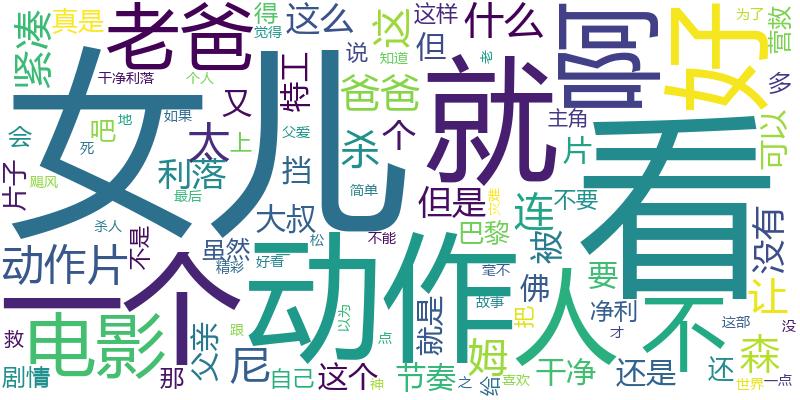 为了
真是
老爸
得
觉得
这么
这
这样
什么
啊
好
营救
紧凑
干净利落
个人
特工
说
但
知道
老
多
女儿
又
爸爸
就
看
会
吧
地
如果
太
上
父爱
杀
个
主角
片
可以
死
利落
挡
片子
飓风
最后
简单
但是
连
不要
灾难
动作片
杀人
不是
大叔
虽然
松
不能
巴黎
被
没有
精彩
好看
一个
动作
毫不
人
佛
要
不
让
电影
以为
就是
故事
把
净利
才
这部
没
救
父亲
跟
点
姆
森
剧情
那
尼
自己
这个
神
节奏
之
给
喜欢
干净
还是
还
世界
一点